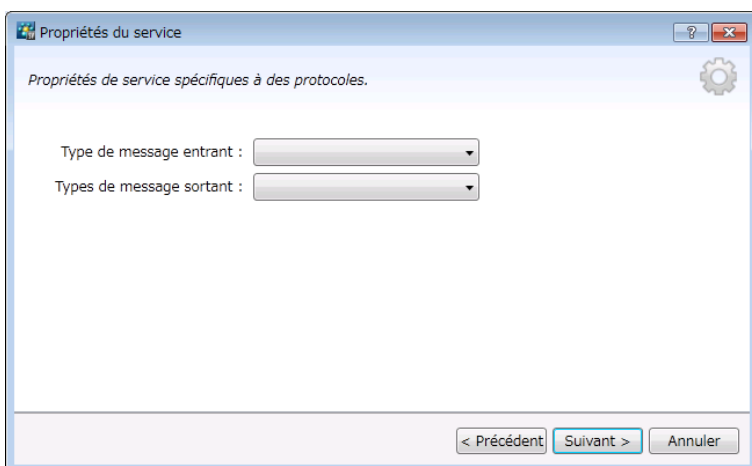 Propriétés du service
?
Propriétés de service spécifiques à des protocoles.
Type de message entrant :
Types de message sortant :
< Précédent Suivant > Annuler